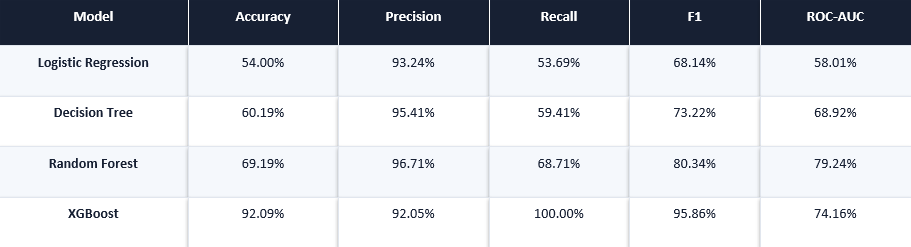 Model Accuracy Precision Recall F1 ROC-AUC
Logistic Regression 54.00% 93.24% 53.69% 68.14% 58.01%
Decision Tree 60.19% 95.41% 59.41% 73.22% 68.92%
Random Forest 69.19% 96.71% 68.71% 80.34% 79.24%
XGBoost 92.09% 92.05% 100.00% 95.86% 74.16%